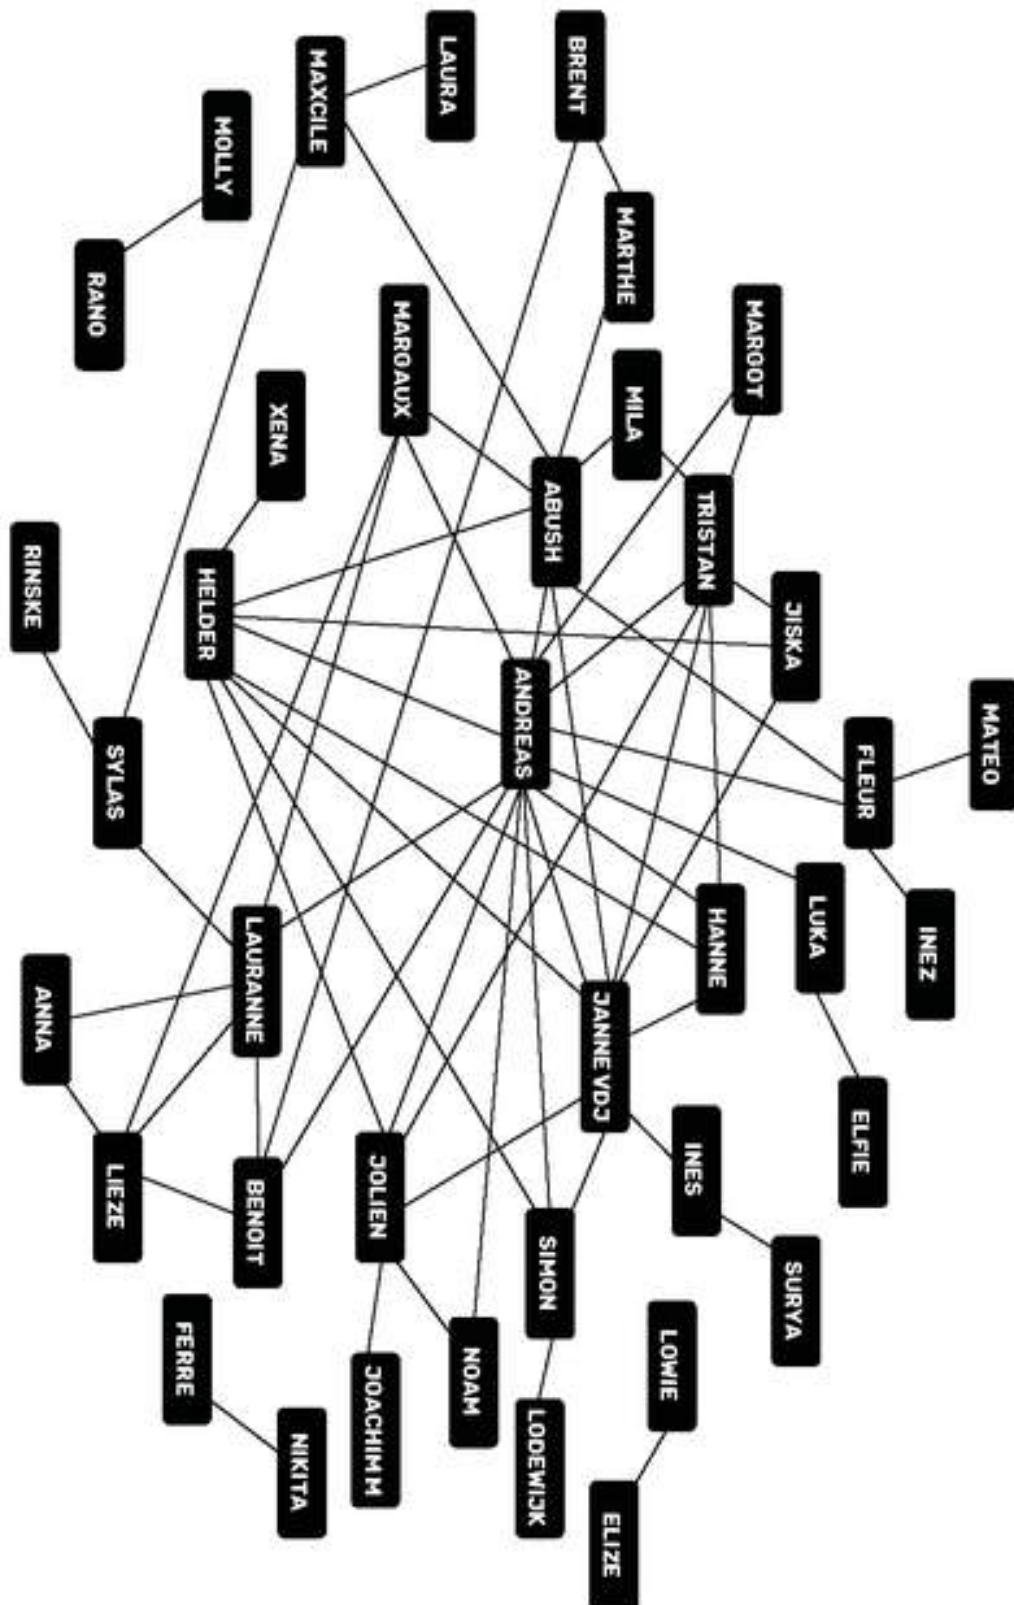 MATEO
INEZ
FLEUR
ELFIE
LUKA
JISKA
SURYA
MARGOT
HANNE
TRISTAN
INES
LOWIE
MILA
MARTHE
ELIZE
JANNE VDJ
BRENT
ABUSH
SIMON
LODEWIJK
ANDREAS
NOAM
LAURA
MARGAUX
JOLIEN
JOACHIM M
MAXCILE
NIKITA
XENA
LAURANNE
BENOIT
MOLLY
HELDER
FERRE
SYLAS
LIEZE
RANO
ANNA
RINSKE